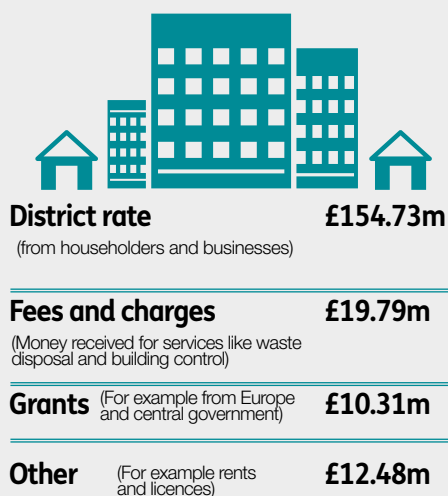 District rate £154.73m
(from householders and businesses)
Fees and charges £19.79m
(Money received for services like waste
disposal and building control)
Grants (For example from Europe
and central government) £10.31m
Other (For example rents
and licences) £12.48m